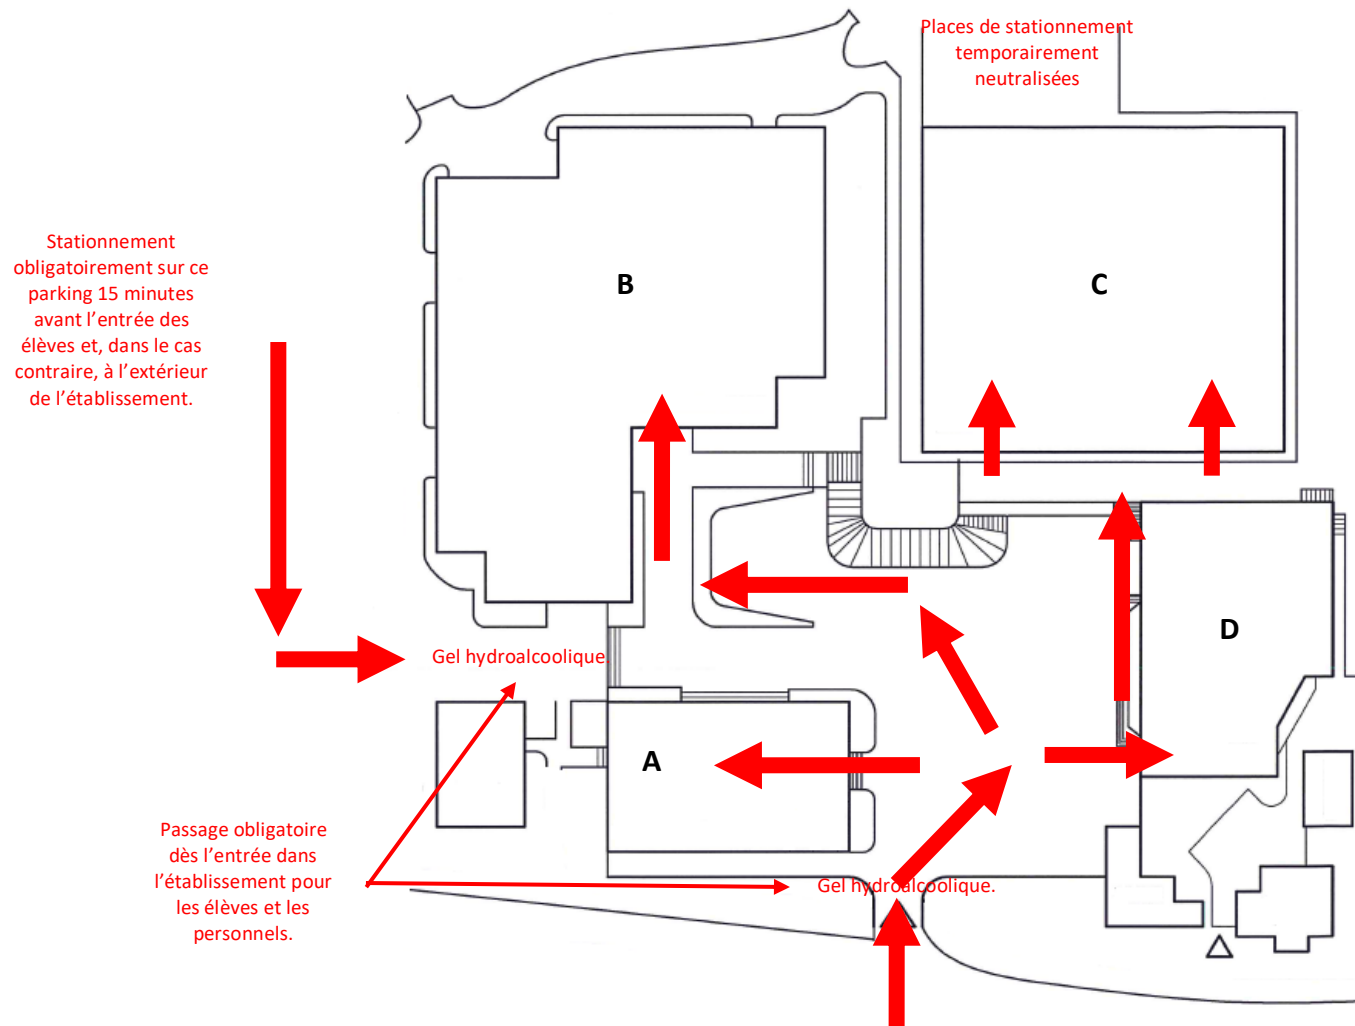 Places de stationnement
temporairement
neutralisées
Stationnement
obligatoirement sur ce
parking 15 minutes
avant l’entrée des
élèves et, dans le cas
contraire, à l’extérieur
de l’établissement.
B
C
D
Gel hydroalcoolique.
A
Passage obligatoire
dès l’entrée dans
l’établissement pour
les élèves et les
personnels.
Gel hydroalcoolique.